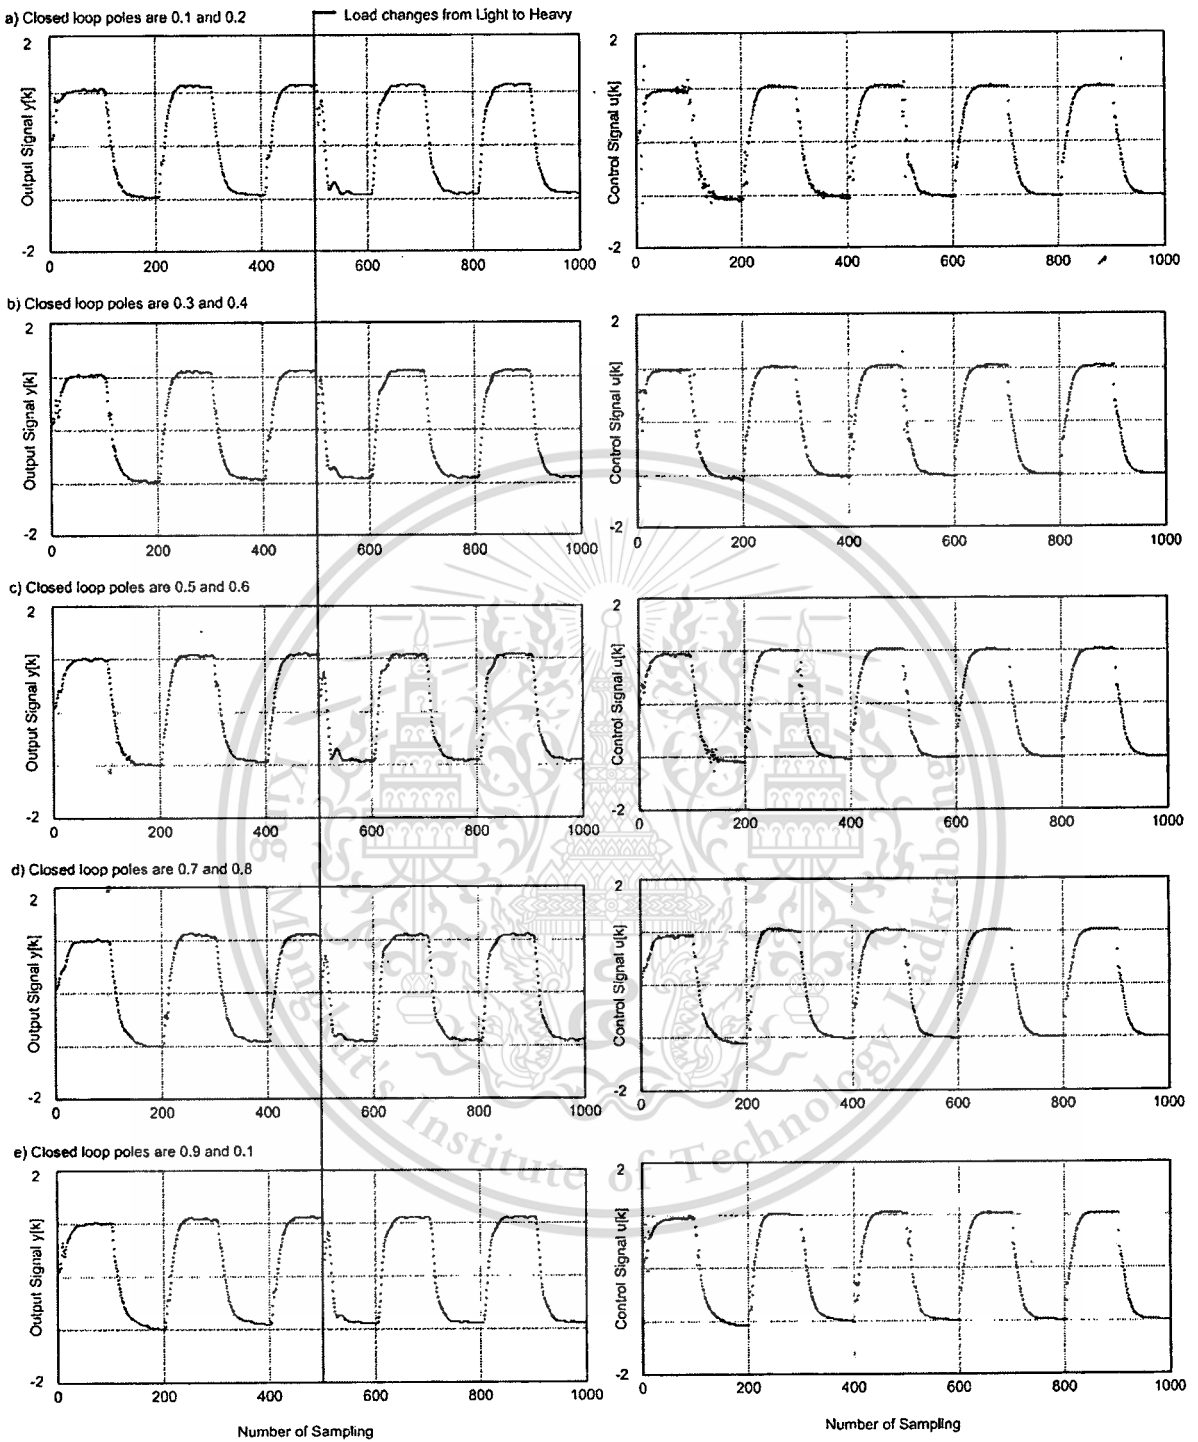 a) Closed loop poles are 0.1 and 0.2
Load changes from Light to Heavy
Output Signal y[k]
2
-2
0 200 400 600 800 1000
Control Signal u[k]
2
-2
0 200 400 600 800 1000
b) Closed loop poles are 0.3 and 0.4
Output Signal y[k]
2
-2
0 200 400 600 800 1000
Control Signal u[k]
2
-2
0 200 400 600 800 1000
c) Closed loop poles are 0.5 and 0.6
Output Signal y[k]
2
-2
0 200 400 600 800 1000
Control Signal u[k]
2
-2
0 200 400 600 800 1000
d) Closed loop poles are 0.7 and 0.8
Output Signal y[k]
2
-2
0 200 400 600 800 1000
Control Signal u[k]
2
-2
0 200 400 600 800 1000
e) Closed loop poles are 0.9 and 0.1
Output Signal y[k]
2
-2
0 200 400 600 800 1000
Number of Sampling
Control Signal u[k]
2
-2
0 200 400 600 800 1000
Number of Sampling
King Mongkut's Institute of Technology Ladkrabang